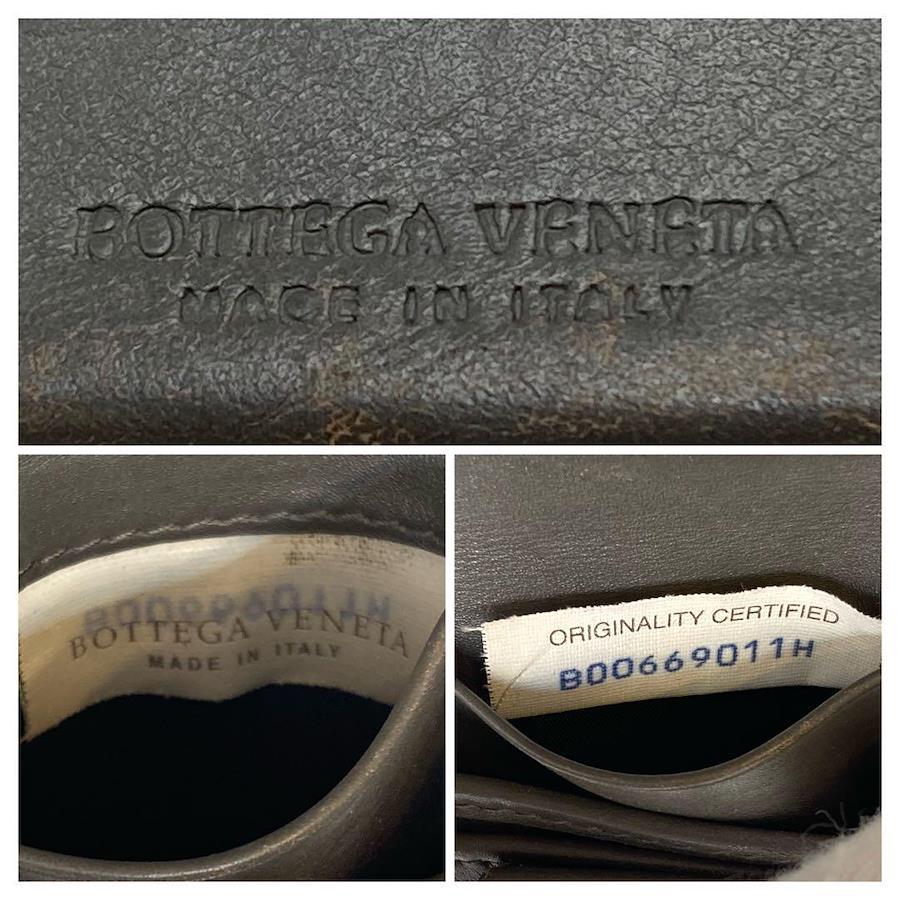 BOTTEGA VENETA
MADE IN ITALY
BOTTEGA VENETA
MADE IN ITALY
ORIGINALITY CERTIFIED
B00669011H